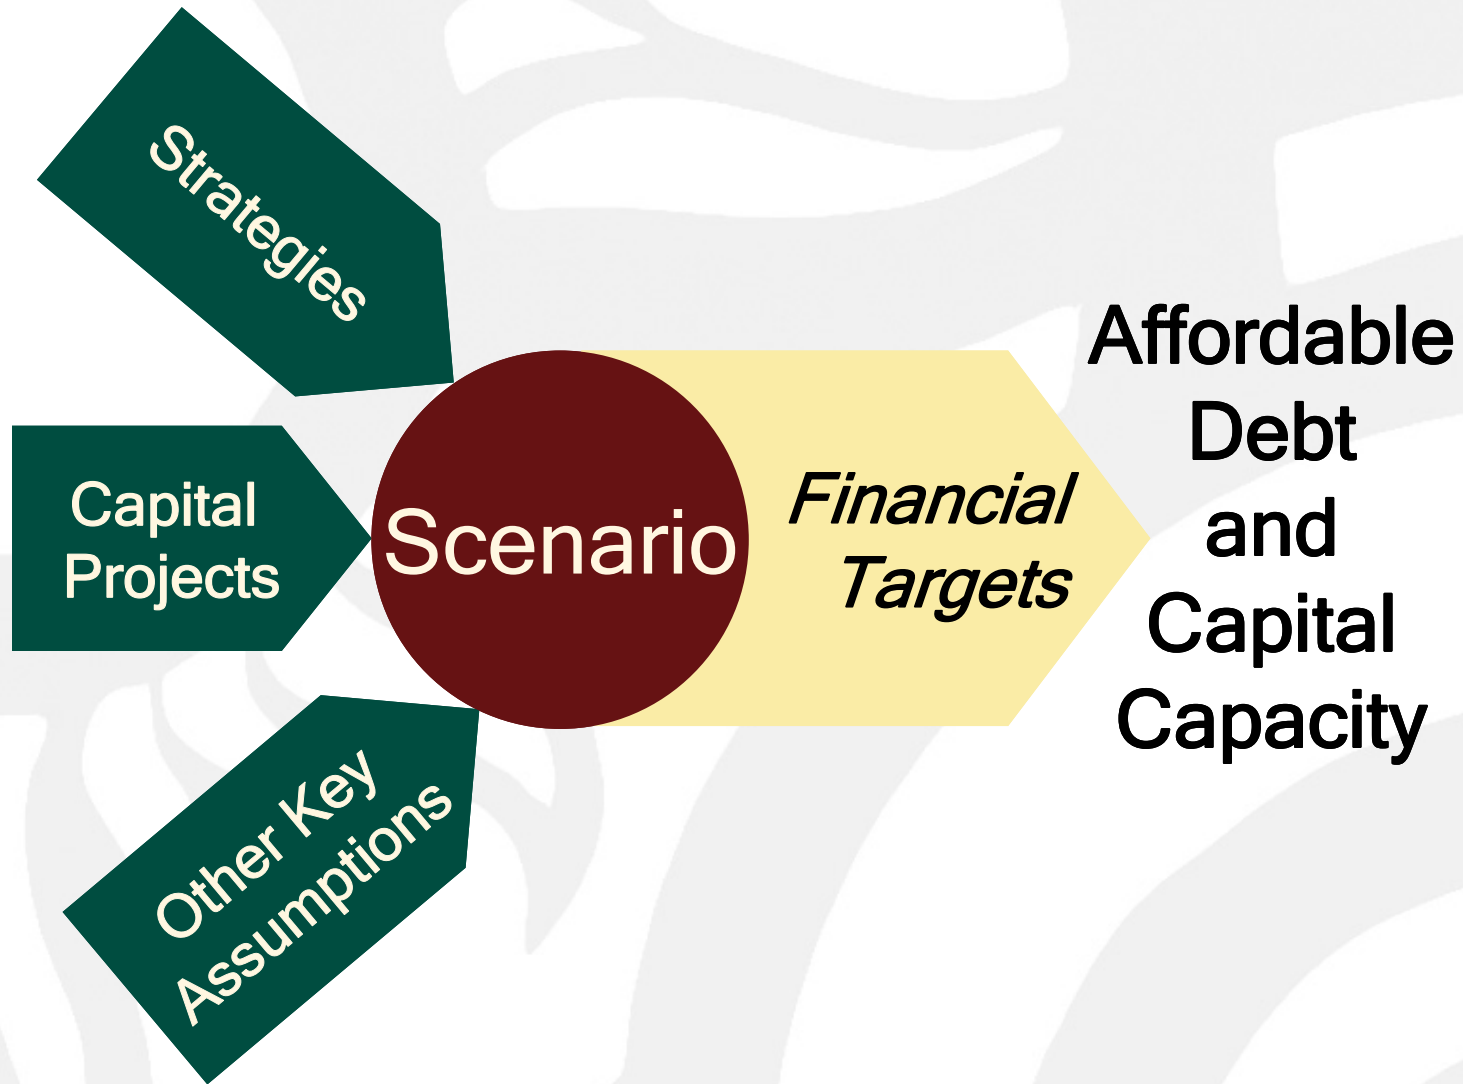 Strategies
Capital
Projects
Other Key
Assumptions
Scenario
Financial
Targets
Affordable
Debt
and
Capital
Capacity